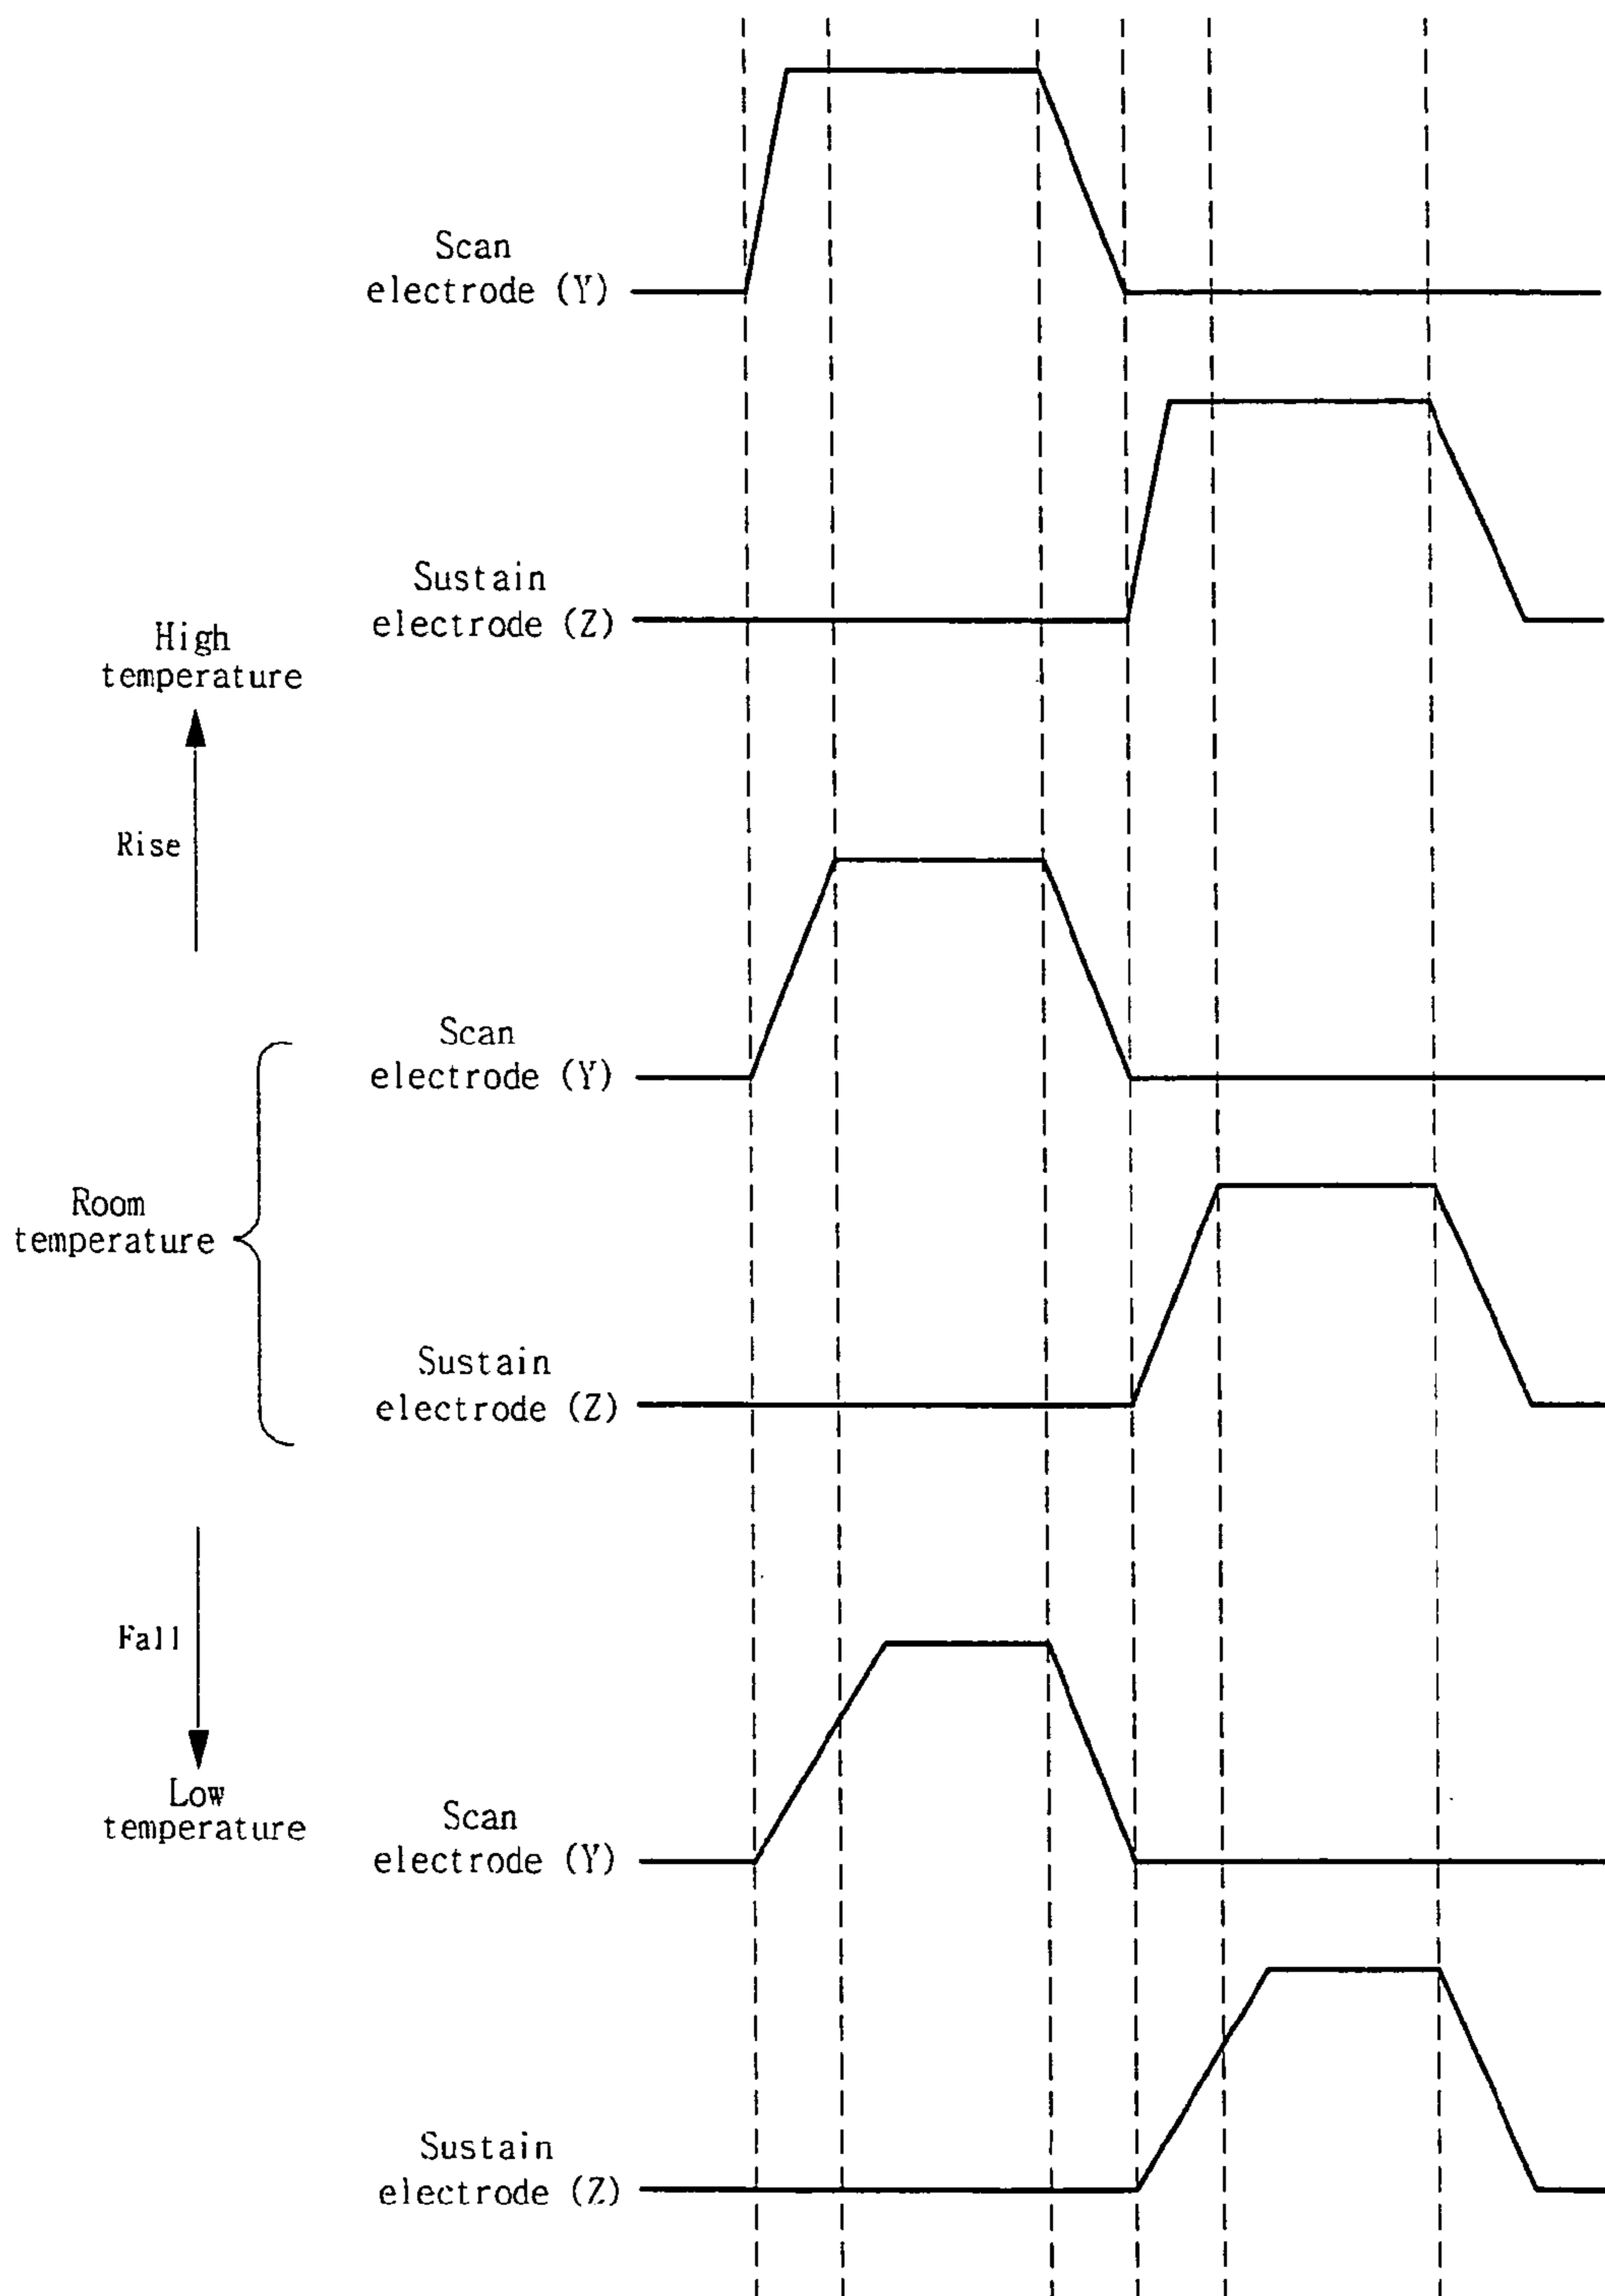 Scan
electrode (Y)
Sustain
electrode (Z)
High
temperature
Rise
Scan
electrode (Y)
Room
temperature
Sustain
electrode (Z)
Fall
Low
temperature
Scan
electrode (Y)
Sustain
electrode (Z)